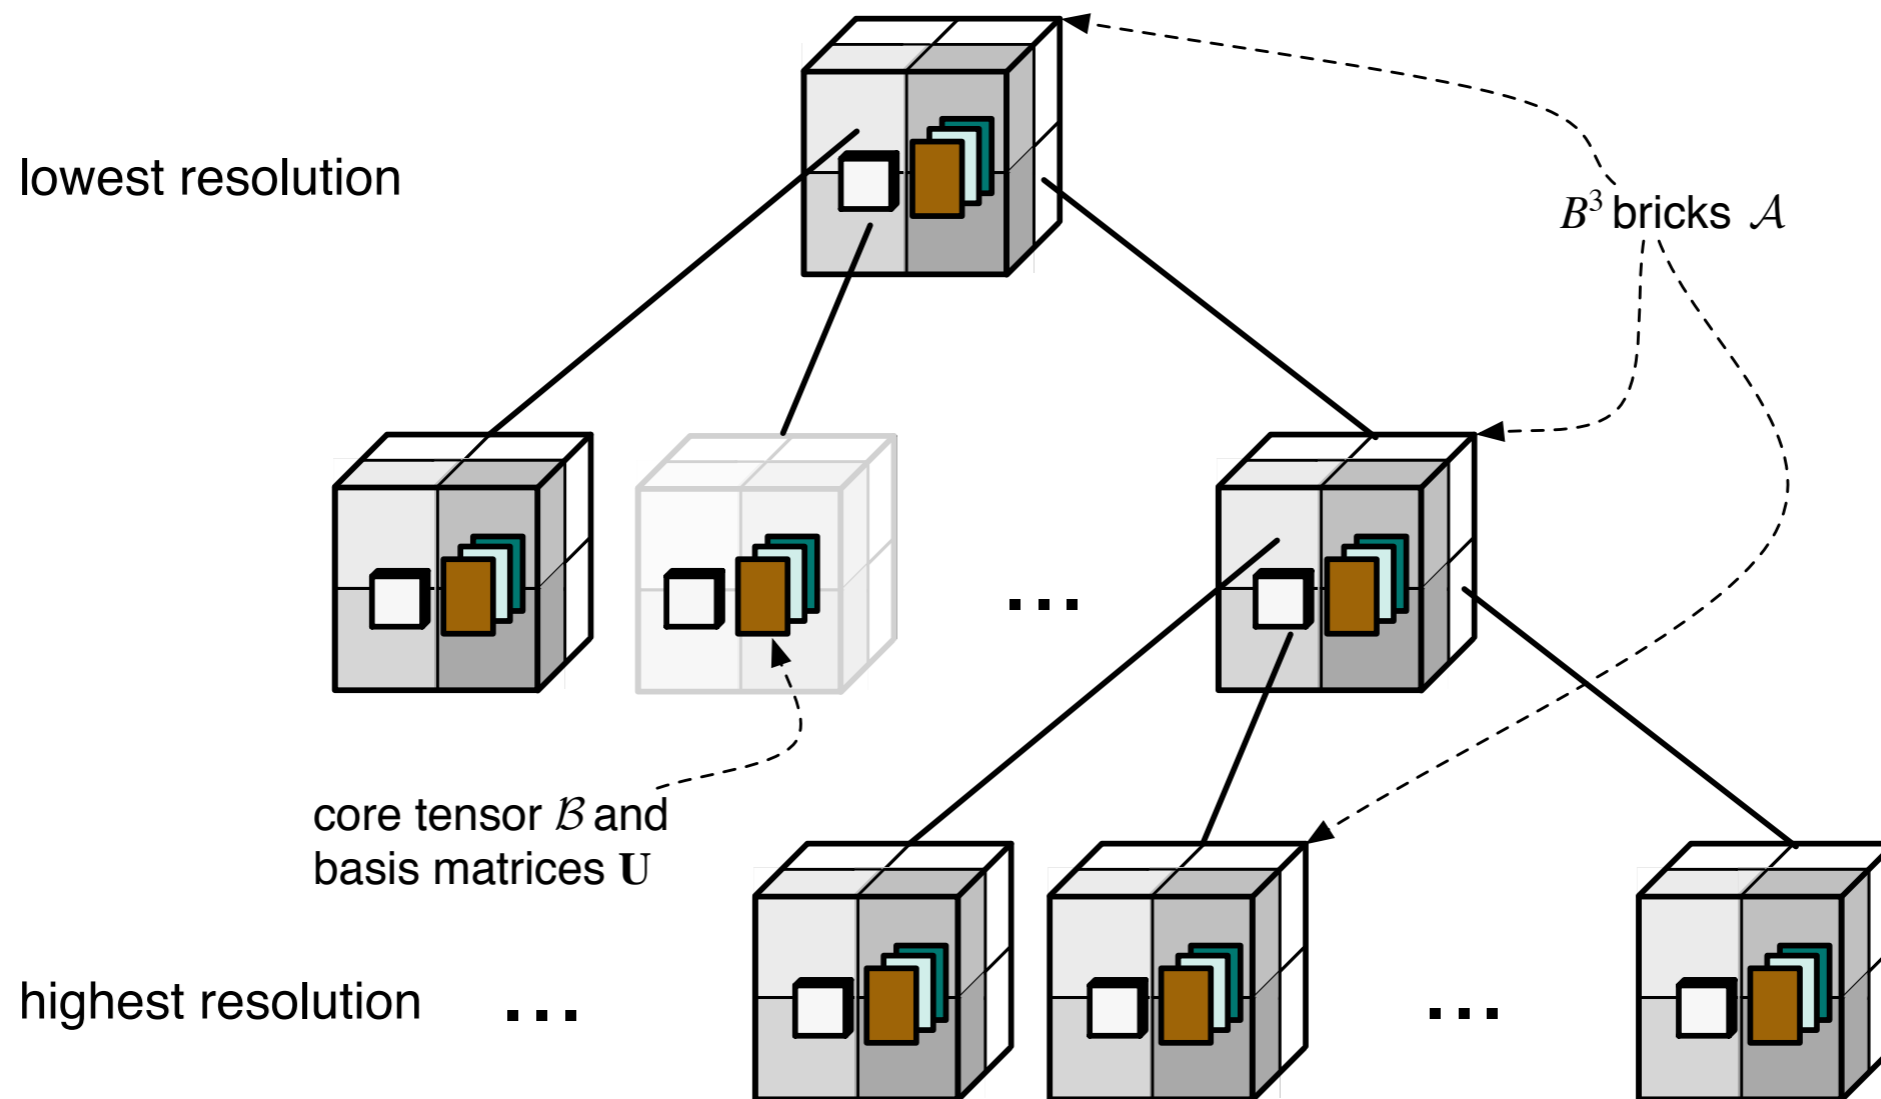 lowest resolution
B³ bricks 𝒜
...
core tensor ℬ and
basis matrices U
highest resolution ... ...